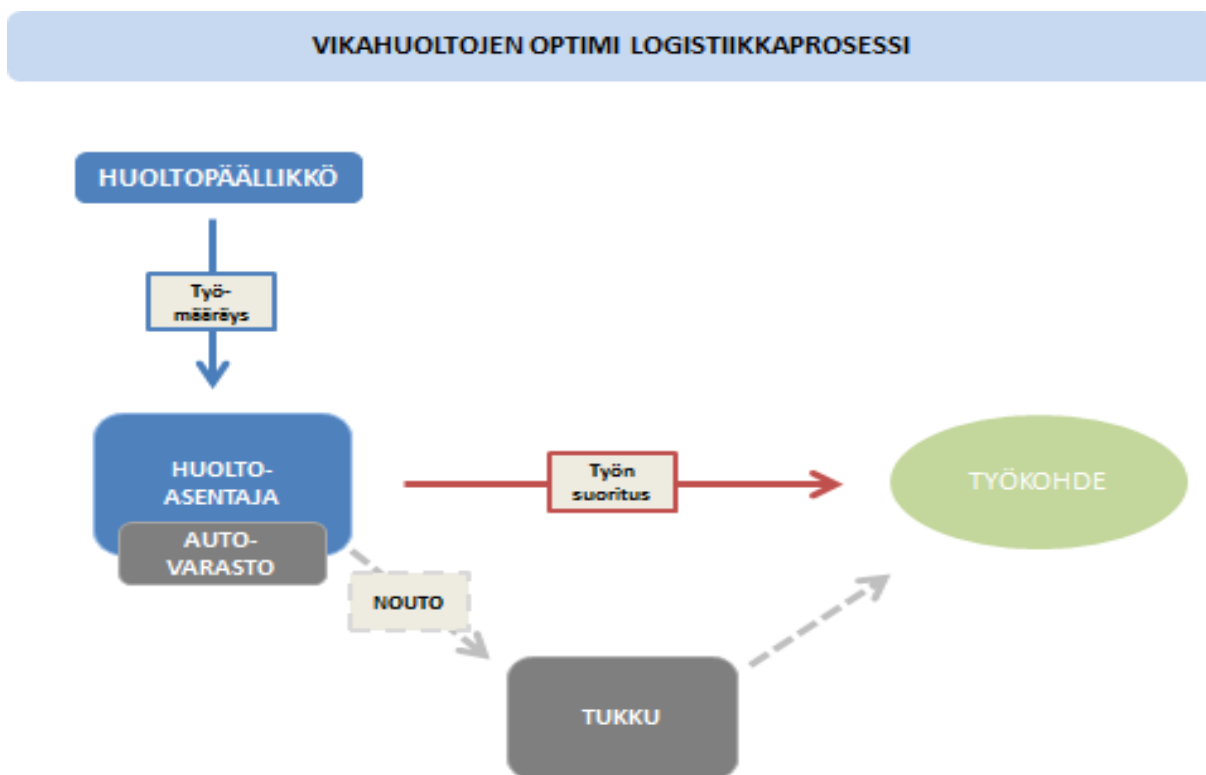 VIKAHUOLTOJEN OPTIMI LOGISTIIKKAPROSESSI
HUOLTOPÄÄLLIKKÖ
Työ-
määräys
HUOLTO-
ASENTAJA
AUTO-
VARASTO
Työn
suoritus
TYÖKOHDE
NOUTO
TUKKU